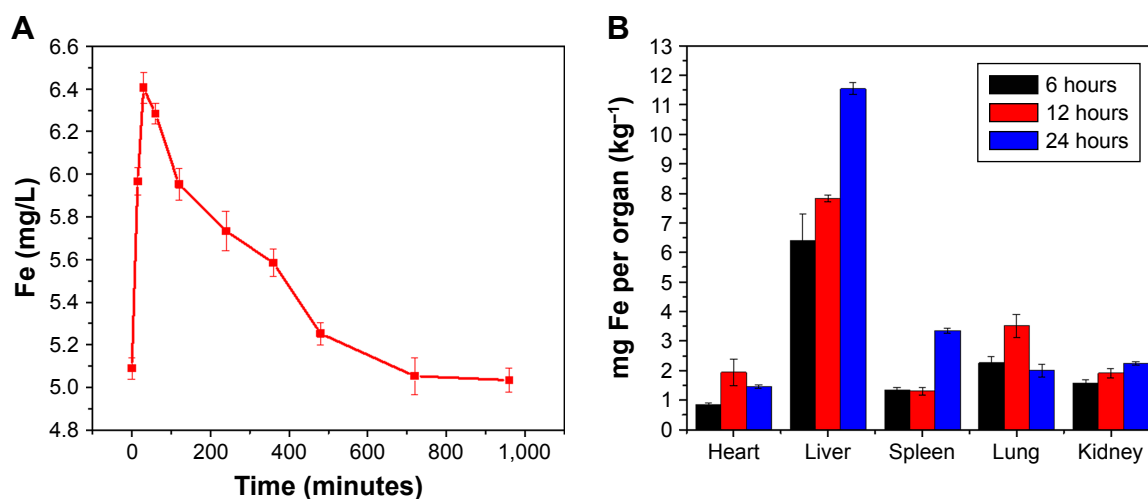 A
6.6
6.4
6.2
6.0
5.8
5.6
5.4
5.2
5.0
4.8
Fe (mg/L)
0 200 400 600 800 1,000
Time (minutes)
B
13
12
11
10
9
8
7
6
5
4
3
2
1
0
mg Fe per organ (kg⁻¹)
6 hours
12 hours
24 hours
Heart Liver Spleen Lung Kidney